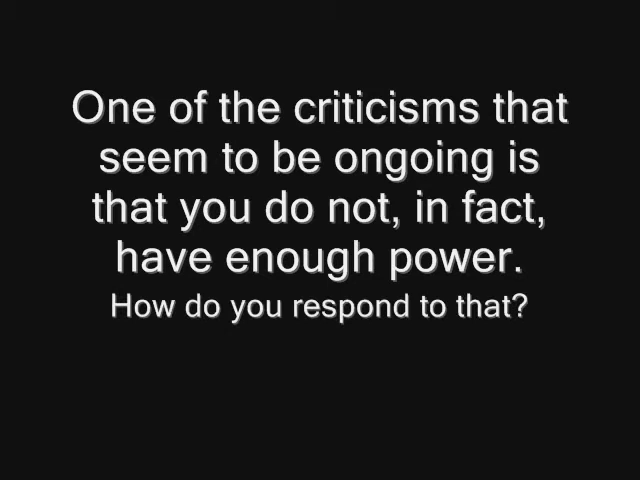 One of the criticisms that
seem to be ongoing is
that you do not, in fact,
have enough power.
How do you respond to that?